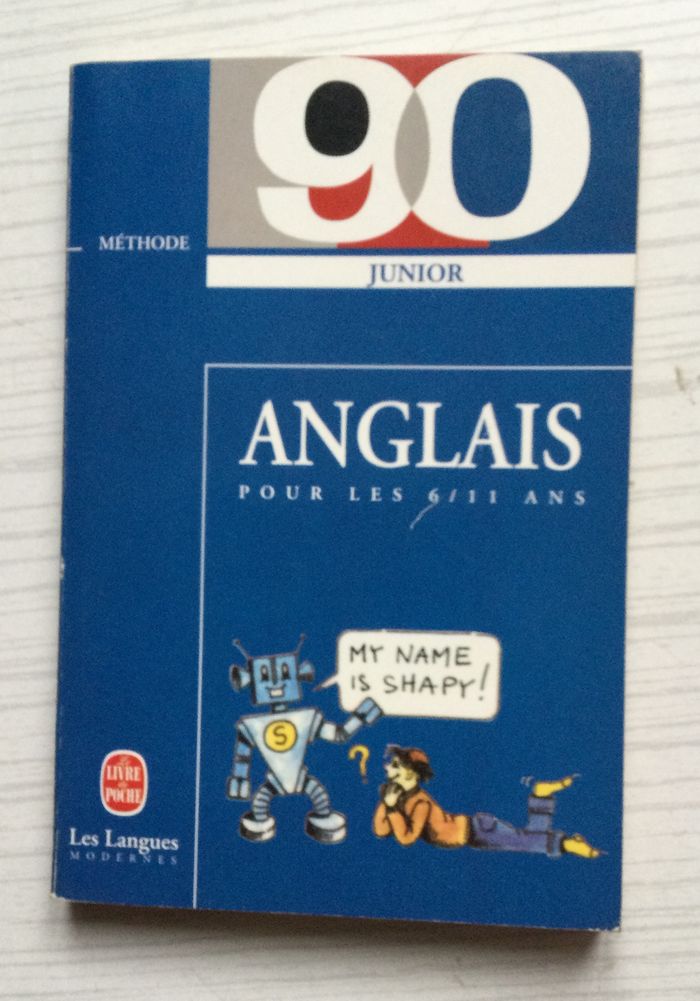 90
MÉTHODE
JUNIOR
ANGLAIS
POUR LES 6/11 ANS
MY NAME
IS SHAPY!
S
?
Le
LIVRE
de
POCHE
Les Langues
MODERNES